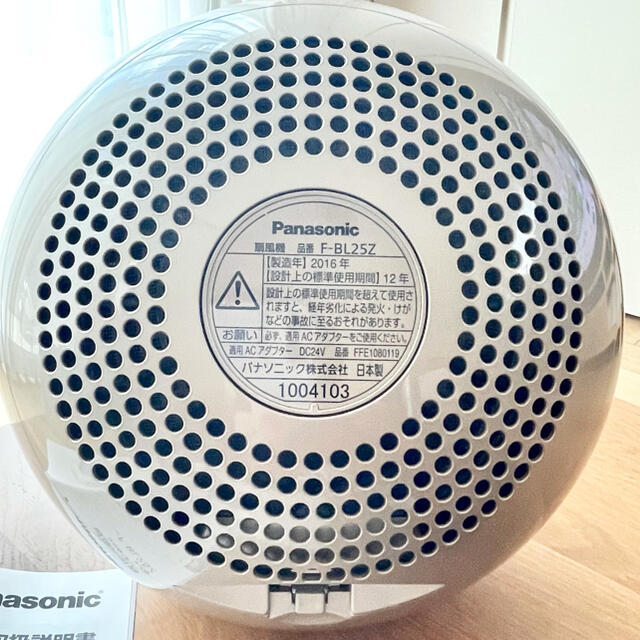 Panasonic
扇風機 品番 F-BL25Z
【製造年】2016年
【設計上の標準使用期間】12年
設計上の標準使用期間を超えて使用さ
れますと、経年劣化による発火・けが
などの事故に至るおそれがあります。
お願い 必ず、適用ACアダプターをご使用ください。
適用ACアダプター DC24V 品番 FFE1080119
パナソニック株式会社 日本製
1004103
nasonic
取扱説明書